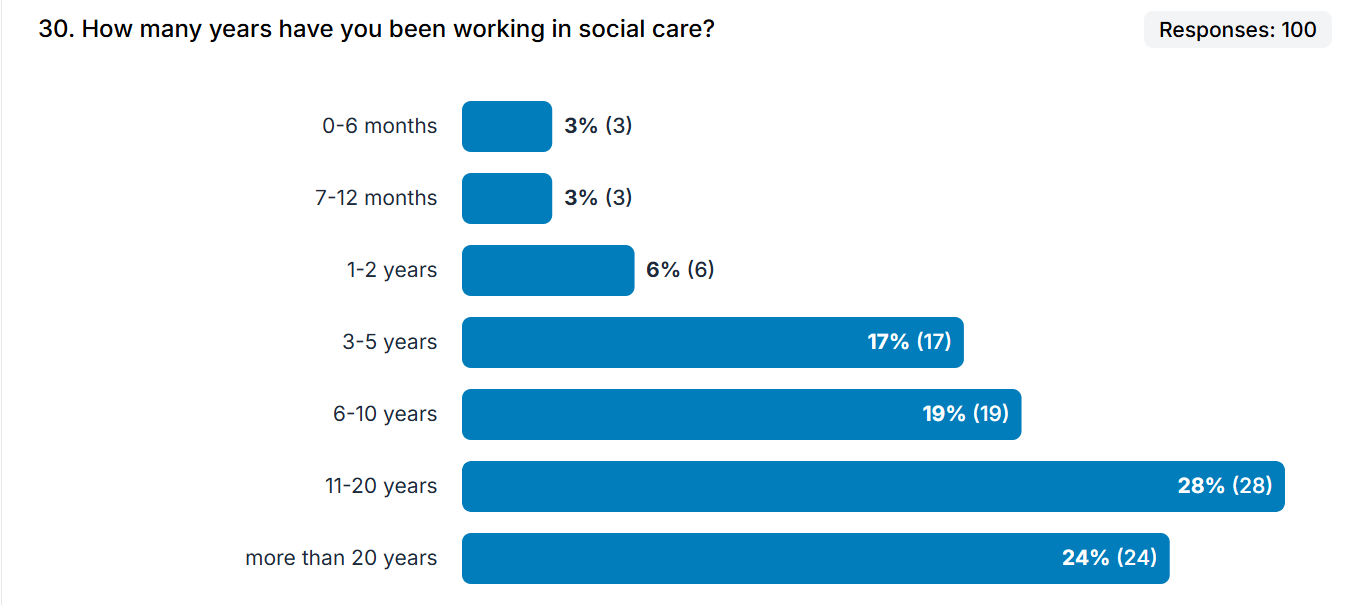 30. How many years have you been working in social care?
Responses: 100
0-6 months 3% (3)
7-12 months 3% (3)
1-2 years 6% (6)
3-5 years 17% (17)
6-10 years 19% (19)
11-20 years 28% (28)
more than 20 years 24% (24)